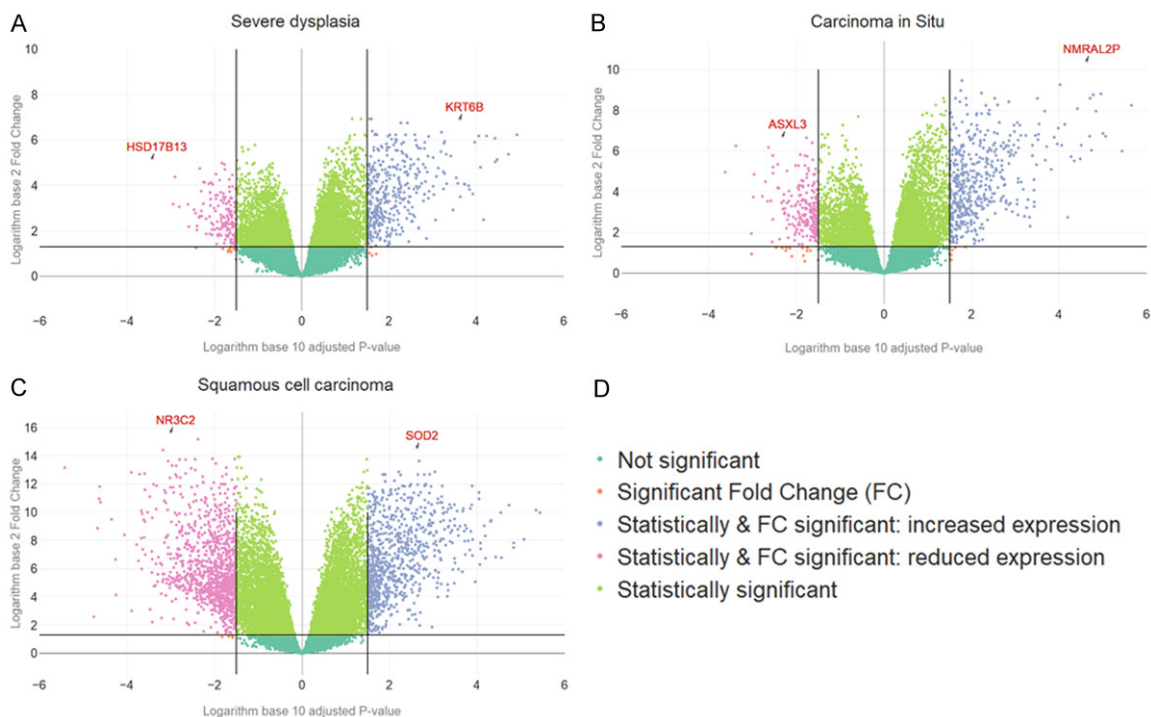 A
Severe dysplasia
10
8
6
4
2
0
Logarithm base 2 Fold Change
HSD17B13
KRT6B
−6
−4
−2
0
2
4
6
Logarithm base 10 adjusted P-value
B
Carcinoma in Situ
10
8
6
4
2
0
Logarithm base 2 Fold Change
NMRAL2P
ASXL3
−6
−4
−2
0
2
4
6
Logarithm base 10 adjusted P-value
C
Squamous cell carcinoma
16
14
12
10
8
6
4
2
0
Logarithm base 2 Fold Change
NR3C2
SOD2
−6
−4
−2
0
2
4
6
Logarithm base 10 adjusted P-value
D
Not significant
Significant Fold Change (FC)
Statistically & FC significant: increased expression
Statistically & FC significant: reduced expression
Statistically significant